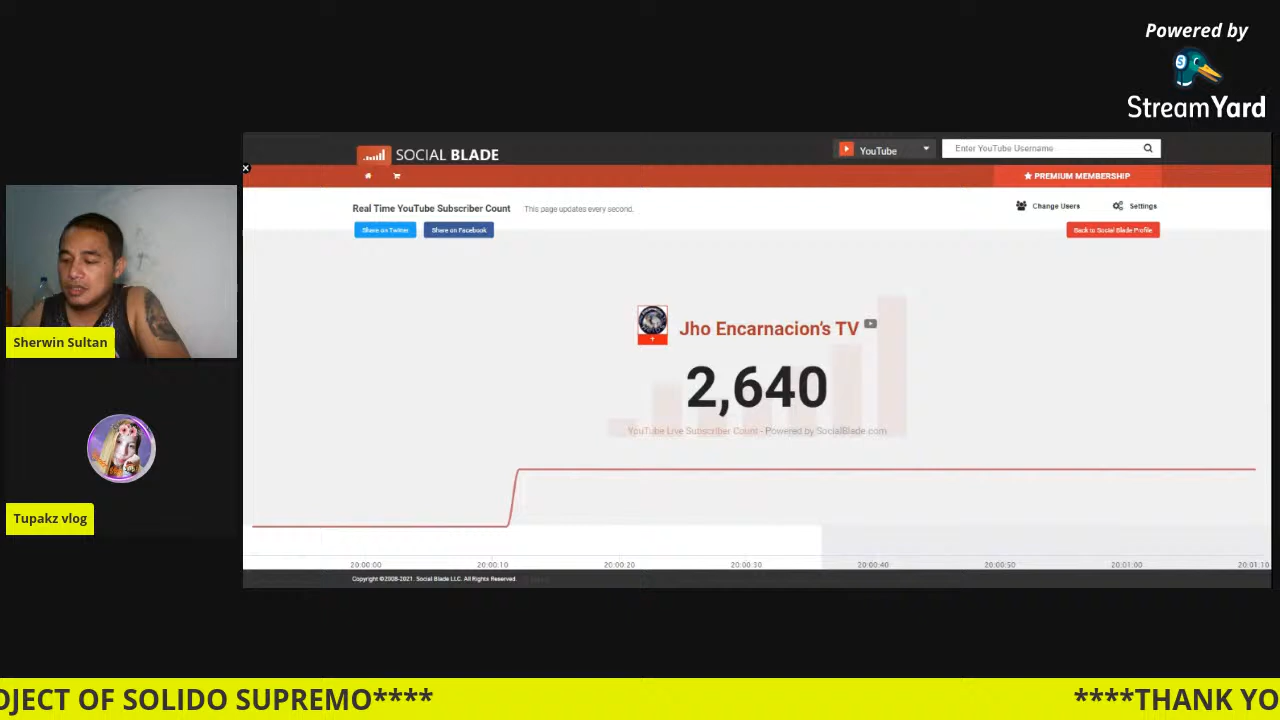 Powered by
StreamYard
SOCIAL BLADE
YouTube
Enter YouTube Username
PREMIUM MEMBERSHIP
Real Time YouTube Subscriber Count
This page updates every second.
Change Users
Settings
Share on Twitter
Share on Facebook
Back to Social Blade Profile
Jho Encarnacion's TV
2,640
YouTube Live Subscriber Count - Powered by SocialBlade.com
Sherwin Sultan
Tupakz vlog
20:00:00 20:00:10 20:00:20 20:00:30 20:00:40 20:00:50 20:01:00 20:01:10
Copyright ©2008-2021. Social Blade LLC. All Rights Reserved.
OJECT OF SOLIDO SUPREMO**** ****THANK YO